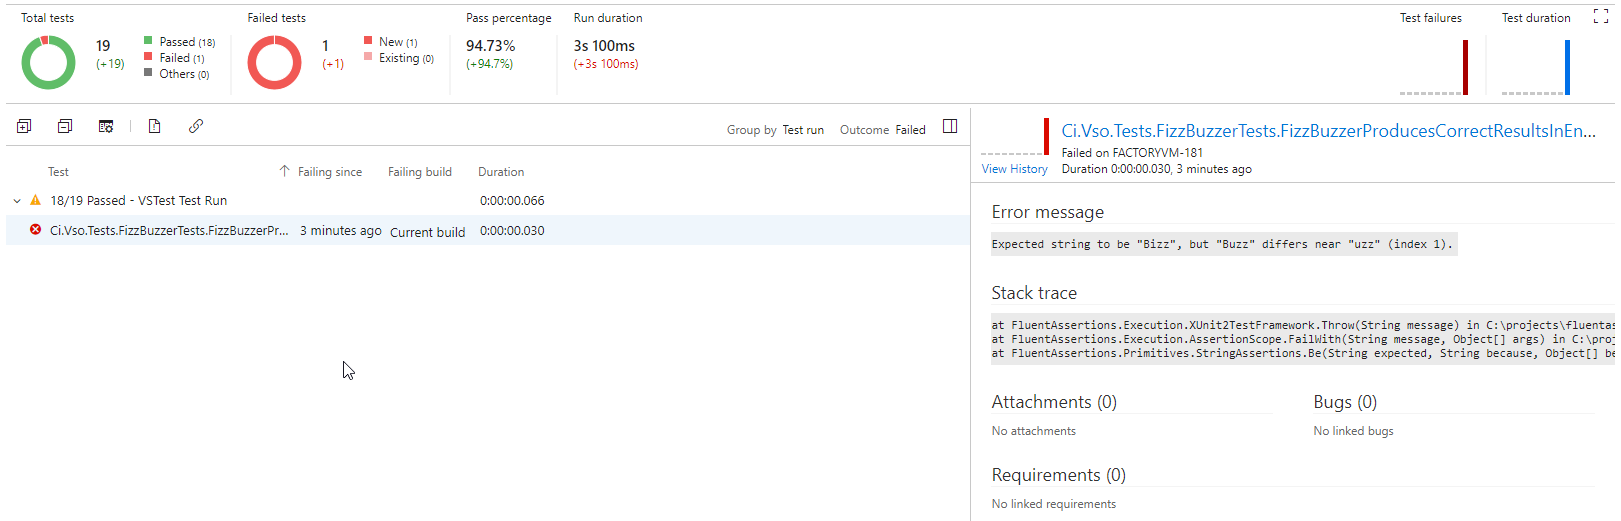 Total tests
19
(+19)
Passed (18)
Failed (1)
Others (0)
Failed tests
1
(+1)
New (1)
Existing (0)
Pass percentage
94.73%
(+94.7%)
Run duration
3s 100ms
(+3s 100ms)
Test failures
Test duration
Group by Test run Outcome Failed
Test Failing since Failing build Duration
18/19 Passed - VSTest Test Run 0:00:00.066
Ci.Vso.Tests.FizzBuzzerTests.FizzBuzzerPr... 3 minutes ago Current build 0:00:00.030
View History
Ci.Vso.Tests.FizzBuzzerTests.FizzBuzzerProducesCorrectResultsInEn...
Failed on FACTORYVM-181
Duration 0:00:00.030, 3 minutes ago
Error message
Expected string to be "Bizz", but "Buzz" differs near "uzz" (index 1).
Stack trace
at FluentAssertions.Execution.XUnit2TestFramework.Throw(String message) in C:\projects\fluentas
at FluentAssertions.Execution.AssertionScope.FailWith(String message, Object[] args) in C:\proj
at FluentAssertions.Primitives.StringAssertions.Be(String expected, String because, Object[] be
Attachments (0)
No attachments
Bugs (0)
No linked bugs
Requirements (0)
No linked requirements